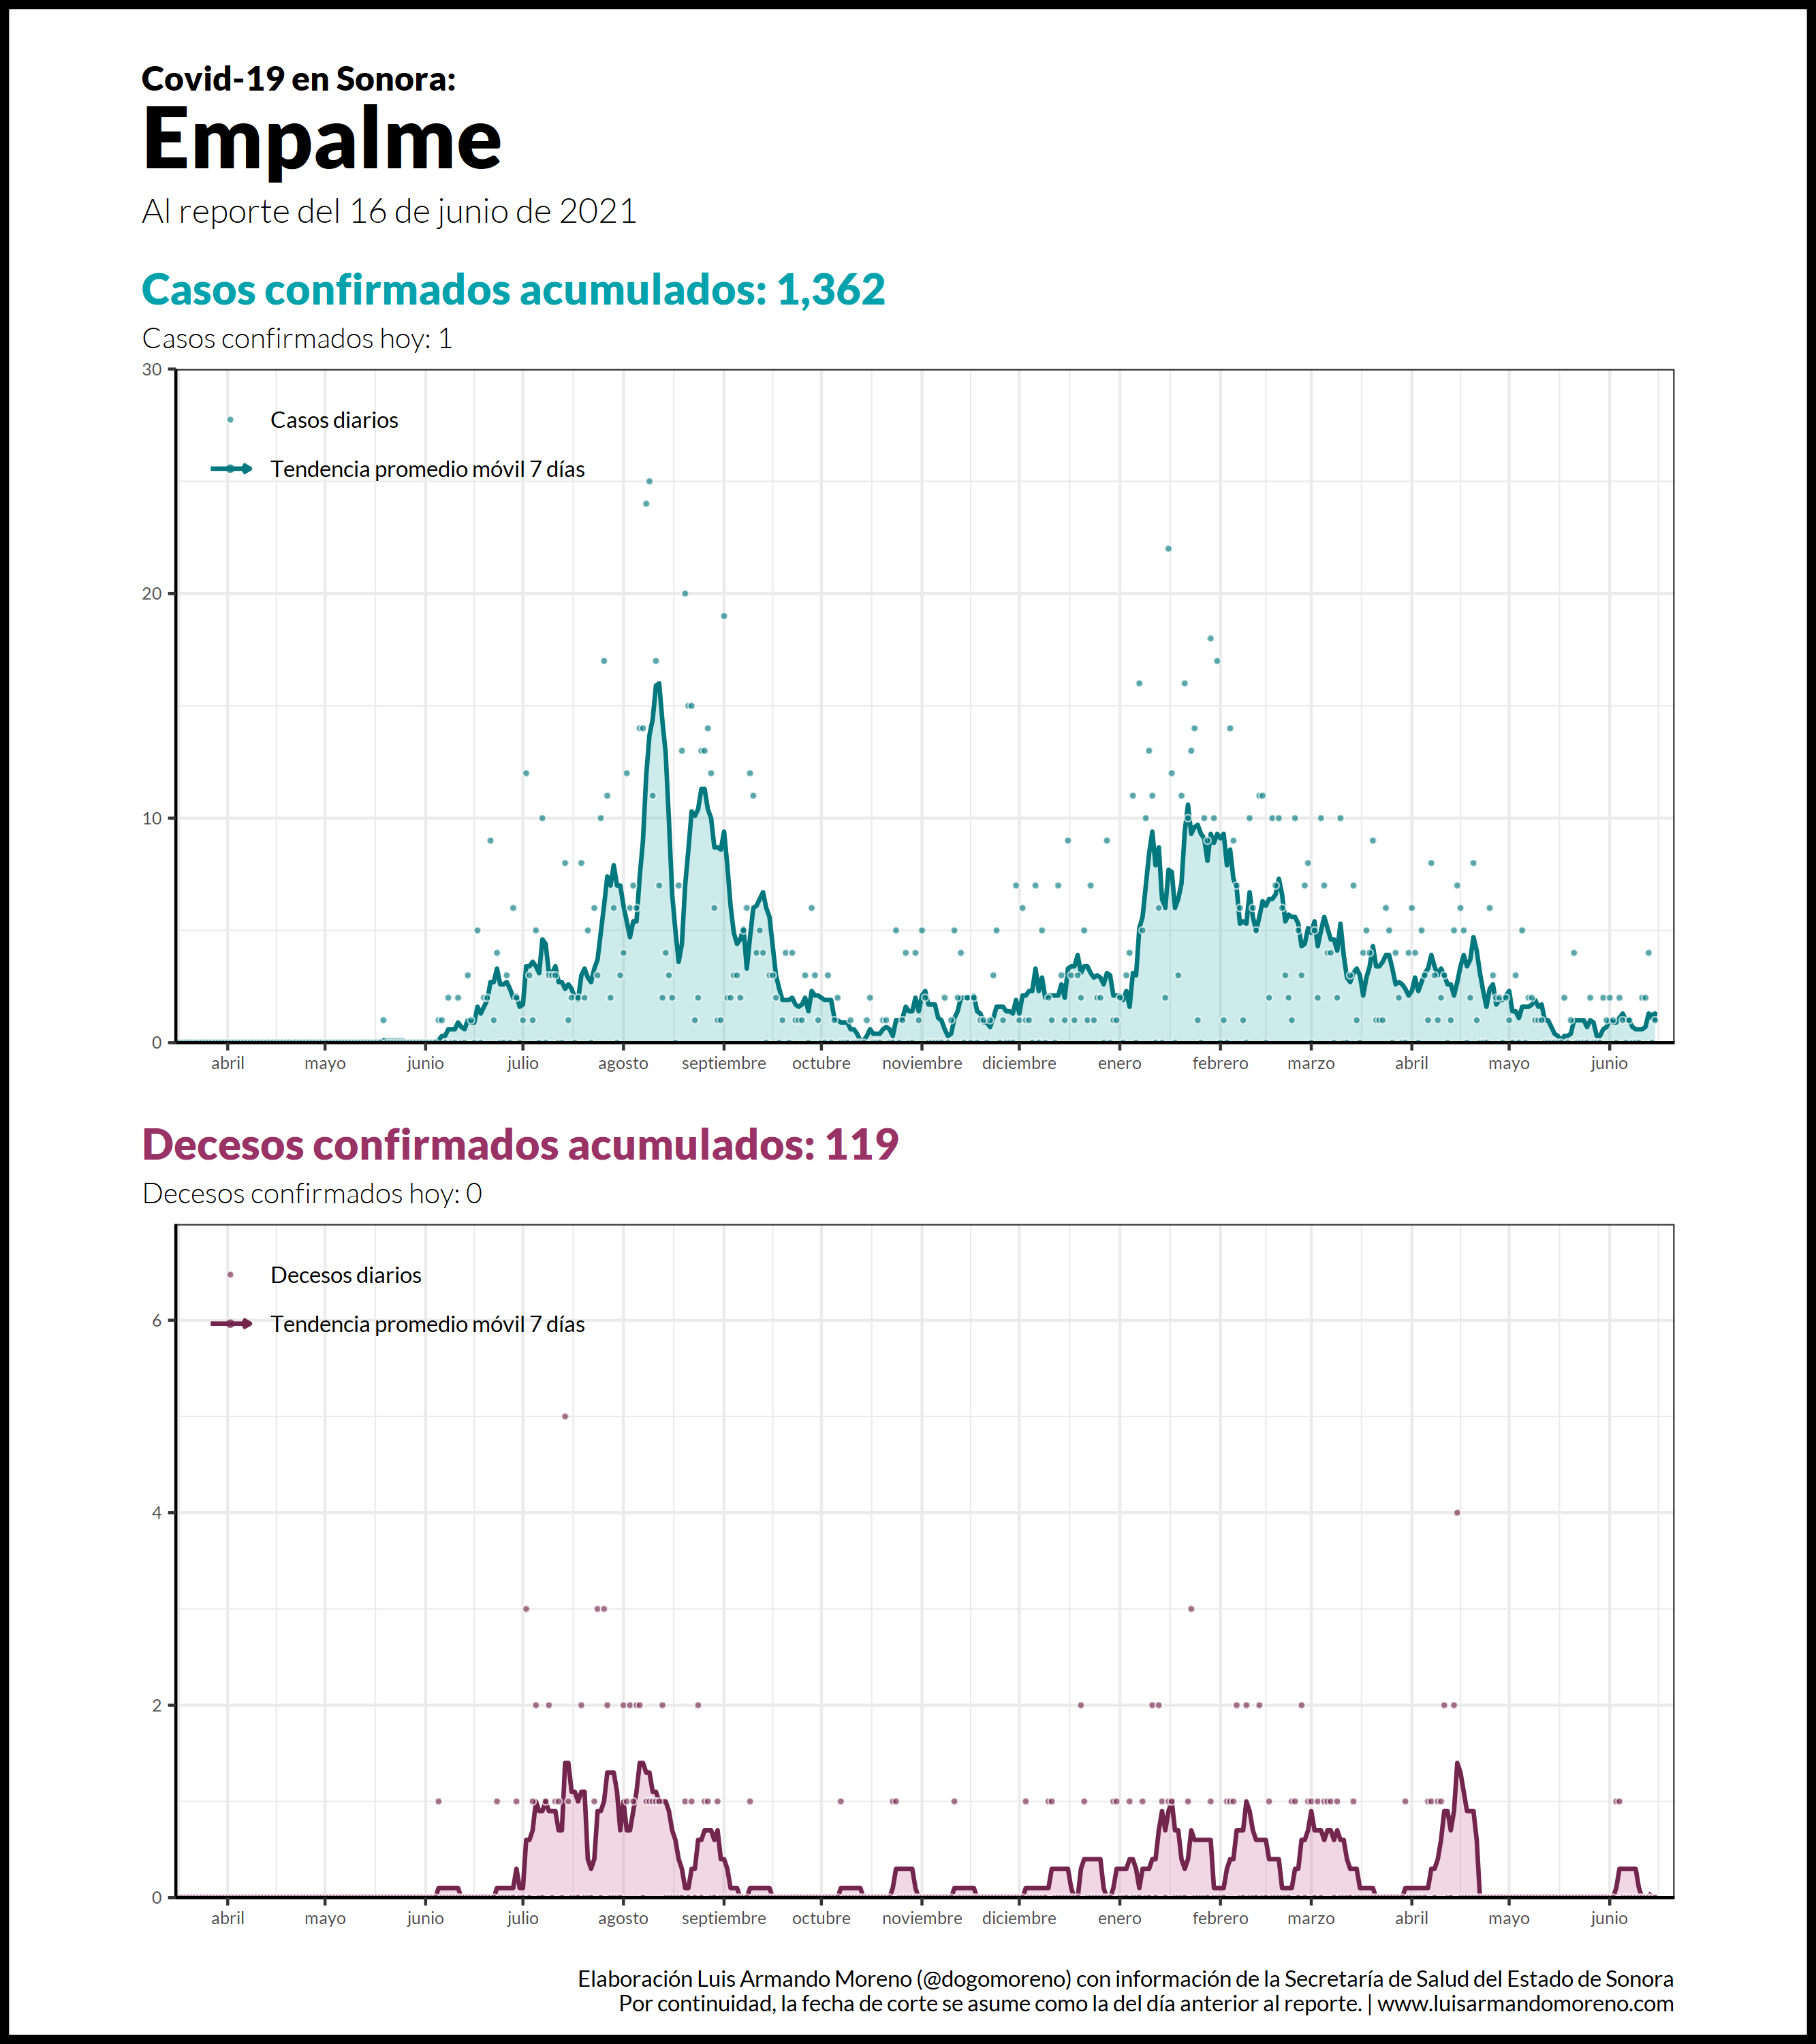 Covid-19 en Sonora:
Empalme
Al reporte del 16 de junio de 2021
Casos confirmados acumulados: 1,362
Casos confirmados hoy: 1
30
Casos diarios
Tendencia promedio móvil 7 días
20
10
0
abril mayo junio julio agosto septiembre octubre noviembre diciembre enero febrero marzo abril mayo junio
Decesos confirmados acumulados: 119
Decesos confirmados hoy: 0
Decesos diarios
6
Tendencia promedio móvil 7 días
4
2
0
abril mayo junio julio agosto septiembre octubre noviembre diciembre enero febrero marzo abril mayo junio
Elaboración Luis Armando Moreno (@dogomoreno) con información de la Secretaría de Salud del Estado de Sonora
Por continuidad, la fecha de corte se asume como la del día anterior al reporte. | www.luisarmandomoreno.com